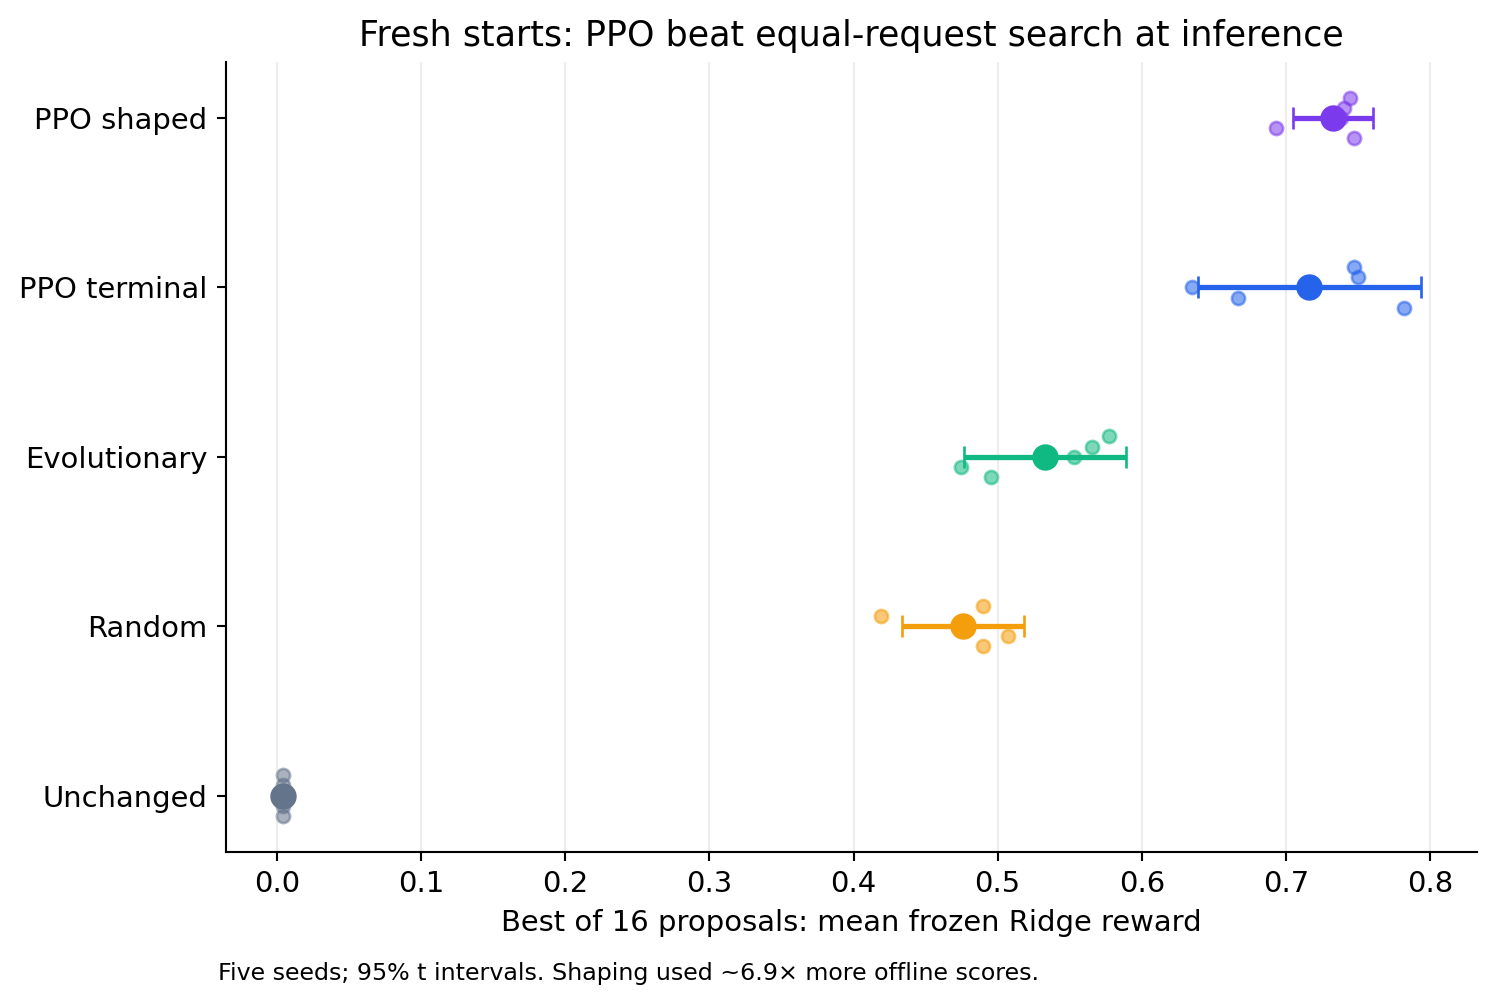 Fresh starts: PPO beat equal-request search at inference
PPO shaped
PPO terminal
Evolutionary
Random
Unchanged
0.0 0.1 0.2 0.3 0.4 0.5 0.6 0.7 0.8
Best of 16 proposals: mean frozen Ridge reward
Five seeds; 95% t intervals. Shaping used ~6.9× more offline scores.